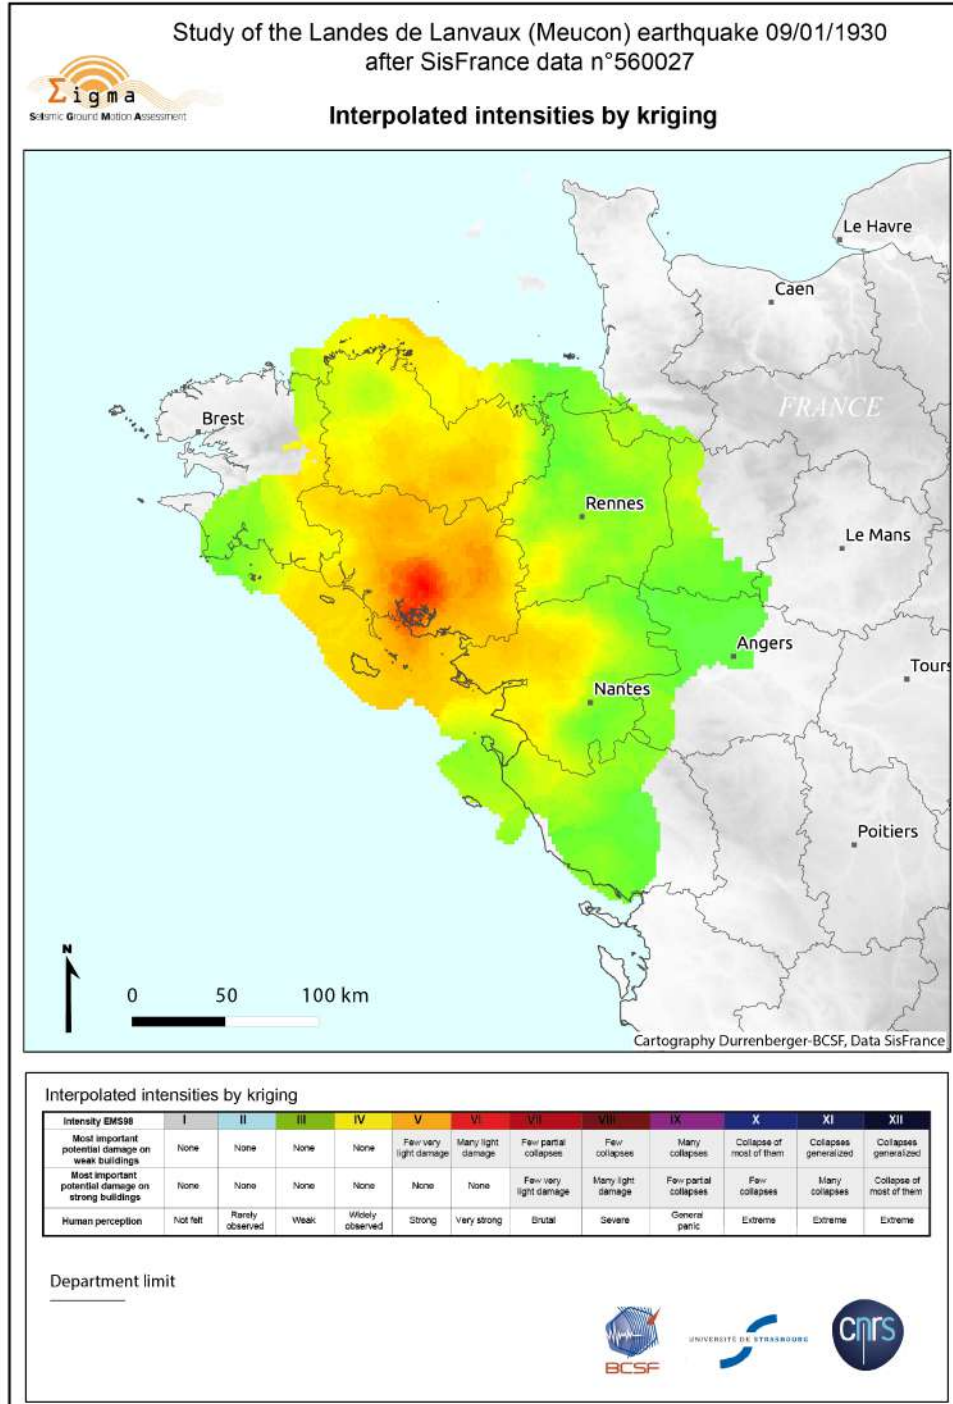 Study of the Landes de Lanvaux (Meucon) earthquake 09/01/1930
after SisFrance data n°560027
Σigma
Seismic Ground Motion Assessment
Interpolated intensities by kriging
Le Havre
Caen
FRANCE
Brest
Rennes
Le Mans
Angers
Tours
Nantes
Poitiers
N
0 50 100 km
Cartography Durrenberger-BCSF, Data SisFrance
Interpolated intensities by kriging
Intensity EMS98 I II III IV V VI VII VIII IX X XI XII
Most important potential damage on weak buildings None None None None Few very light damage Many light damage Few partial collapses Few collapses Many collapses Collapse of most of them Collapses generalized Collapses generalized
Most important potential damage on strong buildings None None None None None None Few very light damage Many light damage Few partial collapses Few collapses Many collapses Collapse of most of them
Human perception Not felt Rarely observed Weak Widely observed Strong Very strong Brutal Severe General panic Extreme Extreme Extreme
Department limit
BCSF
UNIVERSITÉ DE STRASBOURG
cnrs